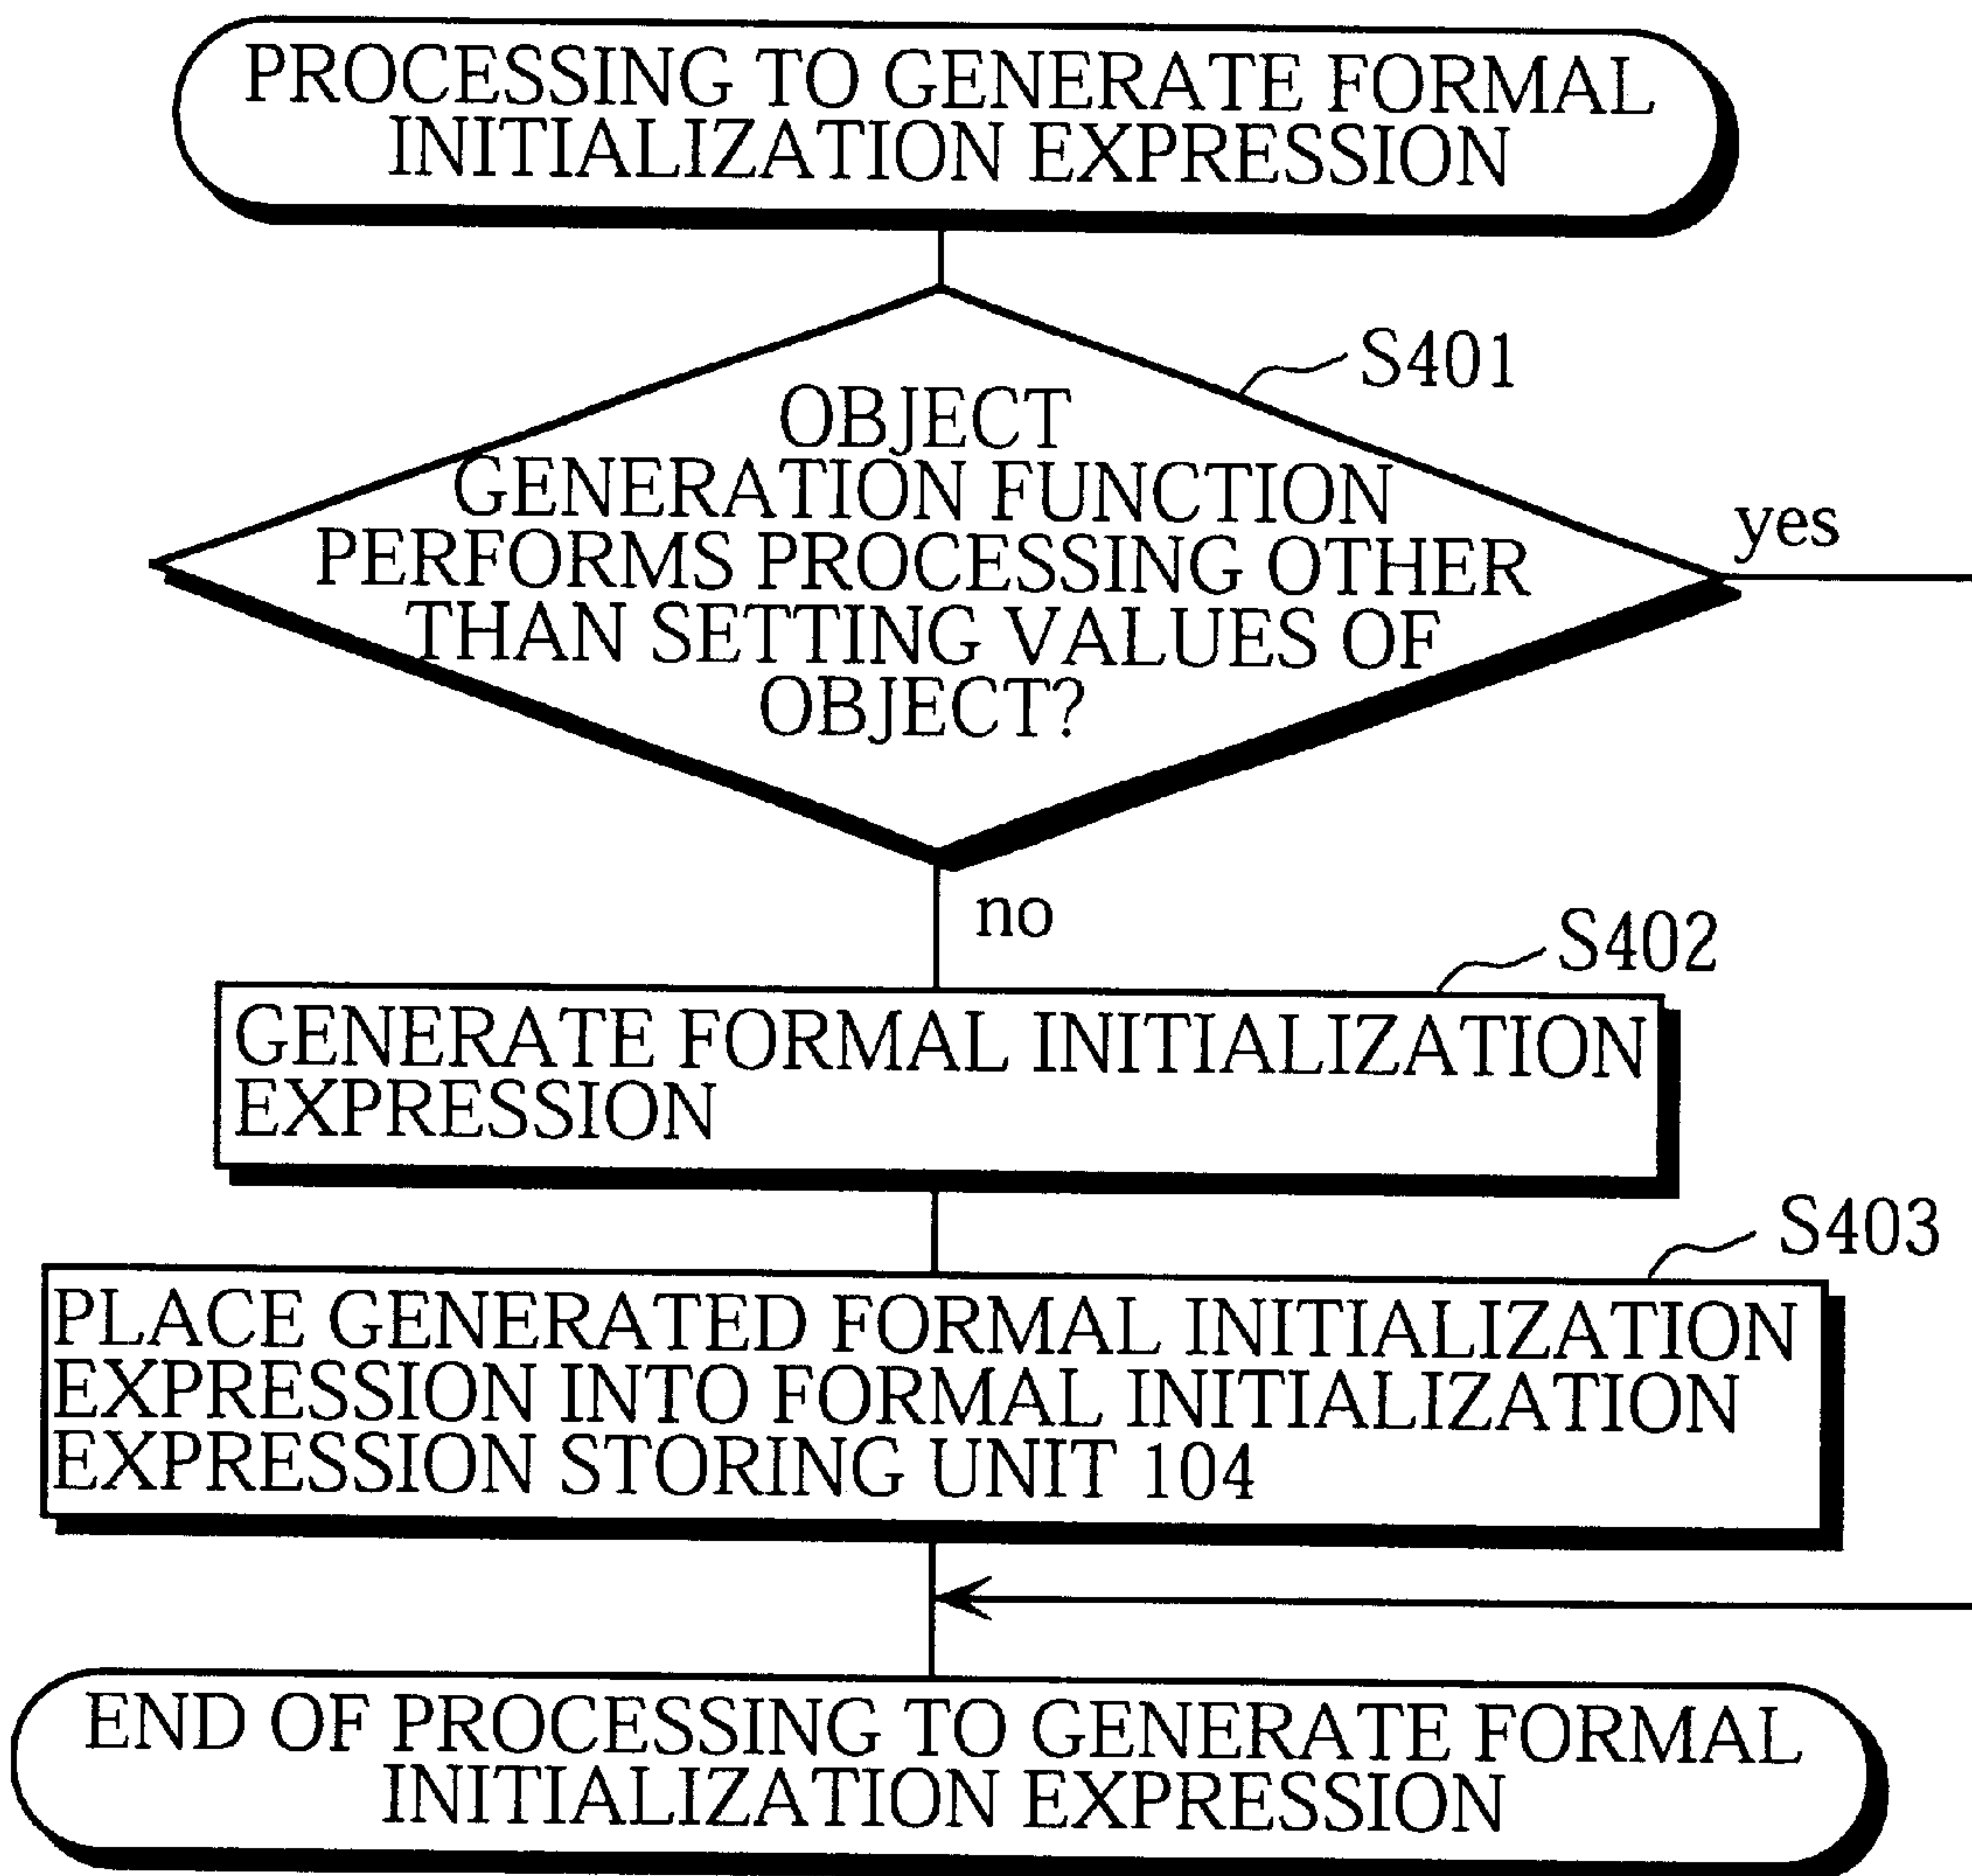 PROCESSING TO GENERATE FORMAL
INITIALIZATION EXPRESSION
S401
OBJECT
GENERATION FUNCTION
PERFORMS PROCESSING OTHER
THAN SETTING VALUES OF
OBJECT?
yes
no
S402
GENERATE FORMAL INITIALIZATION
EXPRESSION
S403
PLACE GENERATED FORMAL INITIALIZATION
EXPRESSION INTO FORMAL INITIALIZATION
EXPRESSION STORING UNIT 104
END OF PROCESSING TO GENERATE FORMAL
INITIALIZATION EXPRESSION